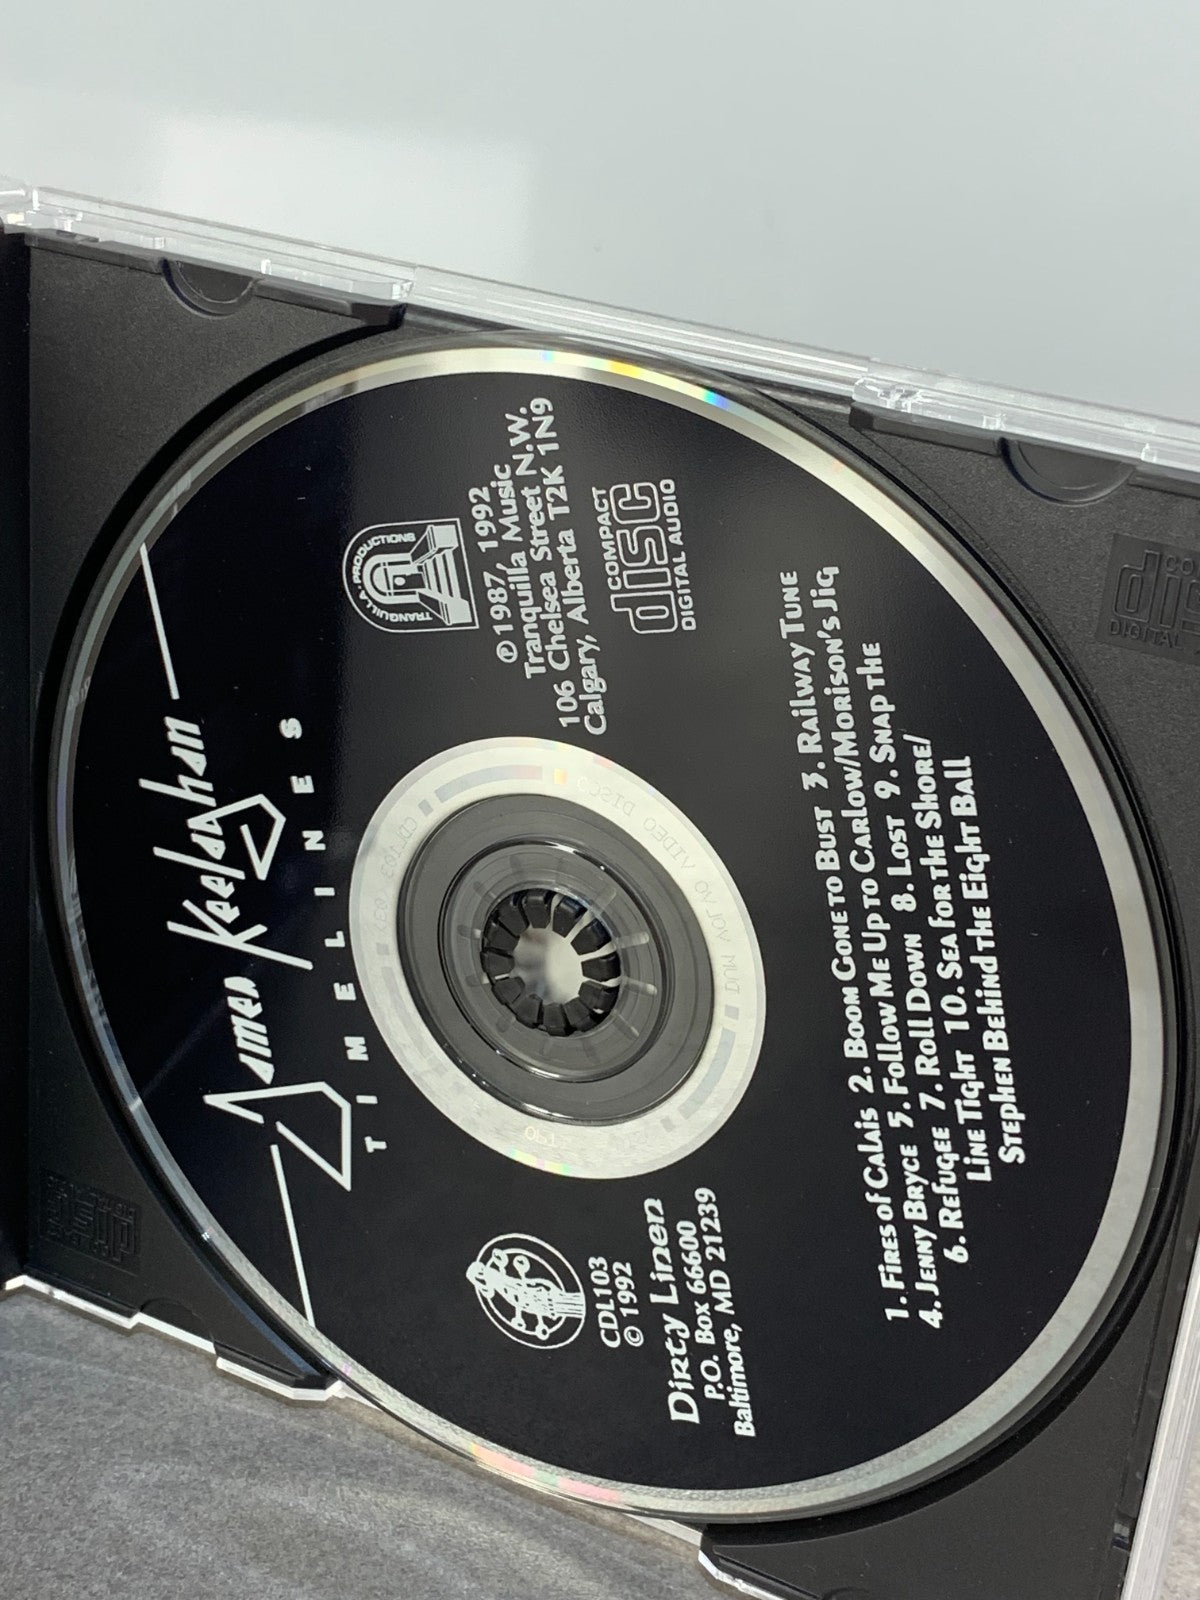 James Keelaghan
TIMELINES
TRANQUILLA · PRODUCTIONS
℗ 1987, 1992
Tranquilla Music
106 Chelsea Street N.W.
Calgary, Alberta T2K 1N9
COMPACT
disc
DIGITAL AUDIO
CDL103
© 1992
Dirty Linen
P.O. Box 66600
Baltimore, MD 21239
1. Fires of Calais 2. Boom Gone to Bust 3. Railway Tune
4. Jenny Bryce 5. Follow Me Up to Carlow/Morison's Jig
6. Refugee 7. Roll Down 8. Lost 9. Snap the
Line Tight 10. Sea for the Shore/
Stephen Behind the Eight Ball